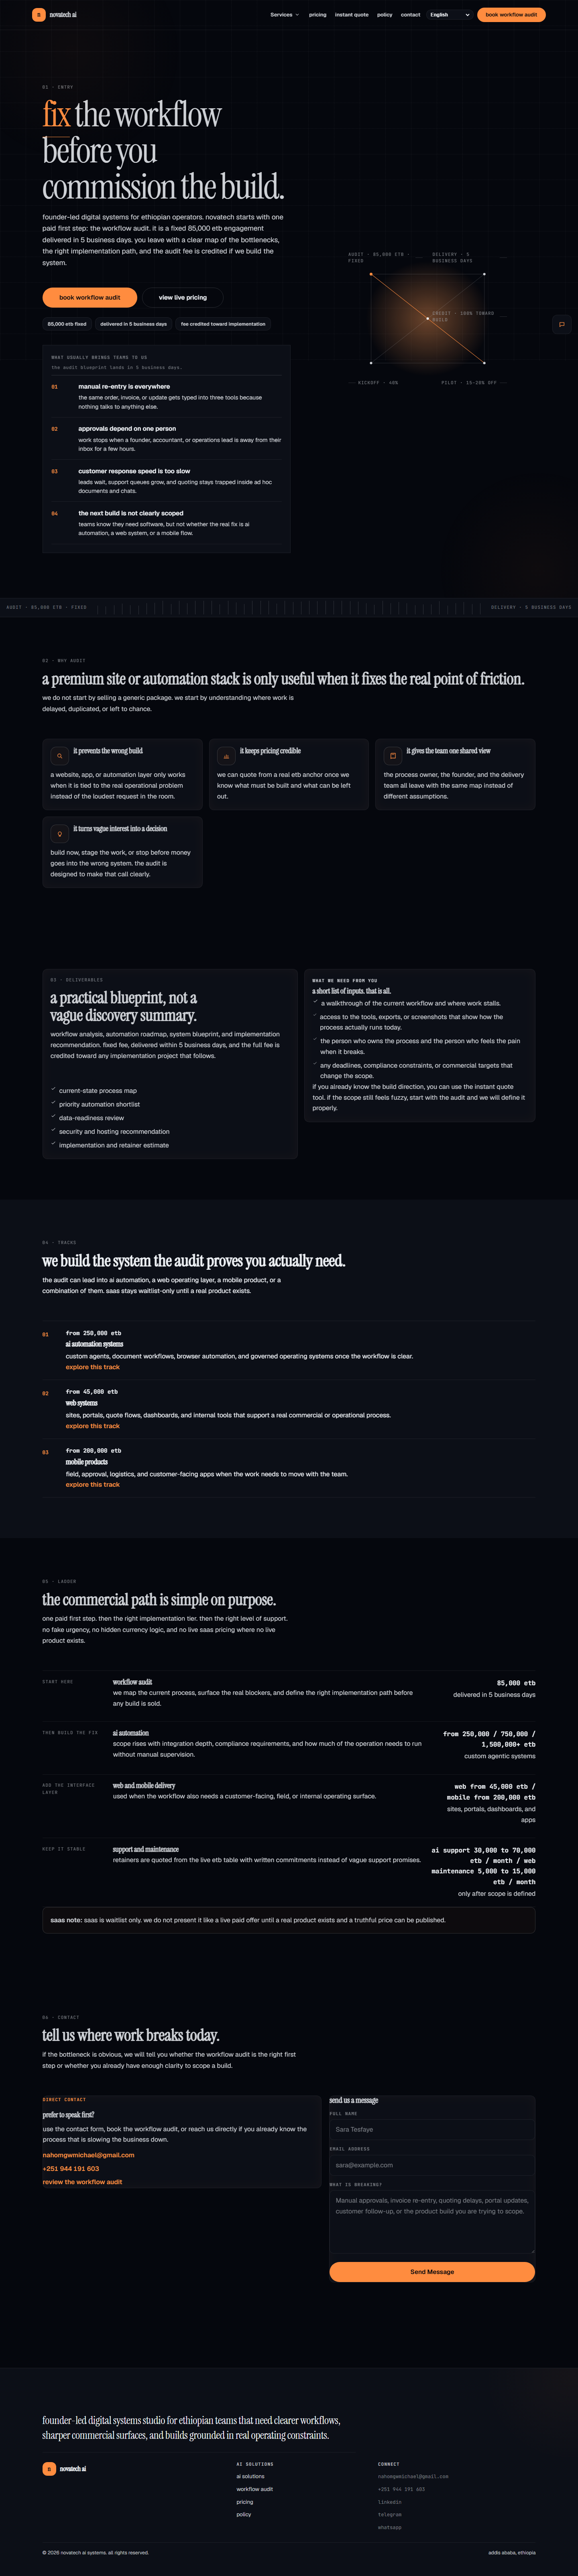 novatech ai
Services
pricing
instant quote
policy
contact
English
book workflow audit
01 · ENTRY
fix the workflow
before you
commission the build.
founder-led digital systems for ethiopian operators. novatech starts with one
paid first step: the workflow audit. it is a fixed 85,000 etb engagement
delivered in 5 business days. you leave with a clear map of the bottlenecks,
the right implementation path, and the audit fee is credited if we build the
system.
book workflow audit
view live pricing
85,000 etb fixed
delivered in 5 business days
fee credited toward implementation
AUDIT · 85,000 ETB ·
FIXED
DELIVERY · 5
BUSINESS DAYS
CREDIT · 100% TOWARD
BUILD
KICKOFF · 40%
PILOT · 15-20% OFF
WHAT USUALLY BRINGS TEAMS TO US
the audit blueprint lands in 5 business days.
01
manual re-entry is everywhere
the same order, invoice, or update gets typed into three tools because
nothing talks to anything else.
02
approvals depend on one person
work stops when a founder, accountant, or operations lead is away from their
inbox for a few hours.
03
customer response speed is too slow
leads wait, support queues grow, and quoting stays trapped inside ad hoc
documents and chats.
04
the next build is not clearly scoped
teams know they need software, but not whether the real fix is ai
automation, a web system, or a mobile flow.
AUDIT · 85,000 ETB · FIXED
DELIVERY · 5 BUSINESS DAYS
02 · WHY AUDIT
a premium site or automation stack is only useful when it fixes the real point of friction.
we do not start by selling a generic package. we start by understanding where work is
delayed, duplicated, or left to chance.
it prevents the wrong build
a website, app, or automation layer only works
when it is tied to the real operational problem
instead of the loudest request in the room.
it keeps pricing credible
we can quote from a real etb anchor once we
know what must be built and what can be left
out.
it gives the team one shared view
the process owner, the founder, and the delivery
team all leave with the same map instead of
different assumptions.
it turns vague interest into a decision
build now, stage the work, or stop before money
goes into the wrong system. the audit is
designed to make that call clearly.
03 · DELIVERABLES
a practical blueprint, not a
vague discovery summary.
workflow analysis, automation roadmap, system blueprint, and implementation
recommendation. fixed fee, delivered within 5 business days, and the full fee is
credited toward any implementation project that follows.
current-state process map
priority automation shortlist
data-readiness review
security and hosting recommendation
implementation and retainer estimate
WHAT WE NEED FROM YOU
a short list of inputs. that is all.
a walkthrough of the current workflow and where work stalls.
access to the tools, exports, or screenshots that show how the
process actually runs today.
the person who owns the process and the person who feels the pain
when it breaks.
any deadlines, compliance constraints, or commercial targets that
change the scope.
if you already know the build direction, you can use the instant quote
tool. if the scope still feels fuzzy, start with the audit and we will define it
properly.
04 · TRACKS
we build the system the audit proves you actually need.
the audit can lead into ai automation, a web operating layer, a mobile product, or a
combination of them. saas stays waitlist-only until a real product exists.
01
from 250,000 etb
ai automation systems
custom agents, document workflows, browser automation, and governed operating systems once the workflow is clear.
explore this track
02
from 45,000 etb
web systems
sites, portals, quote flows, dashboards, and internal tools that support a real commercial or operational process.
explore this track
03
from 200,000 etb
mobile products
field, approval, logistics, and customer-facing apps when the work needs to move with the team.
explore this track
05 · LADDER
the commercial path is simple on purpose.
one paid first step. then the right implementation tier. then the right level of support.
no fake urgency, no hidden currency logic, and no live saas pricing where no live
product exists.
START HERE
workflow audit
we map the current process, surface the real blockers, and define the right implementation path before
any build is sold.
85,000 etb
delivered in 5 business days
THEN BUILD THE FIX
ai automation
scope rises with integration depth, compliance requirements, and how much of the operation needs to run
without manual supervision.
from 250,000 / 750,000 /
1,500,000+ etb
custom agentic systems
ADD THE INTERFACE
LAYER
web and mobile delivery
used when the workflow also needs a customer-facing, field, or internal operating surface.
web from 45,000 etb /
mobile from 200,000 etb
sites, portals, dashboards, and
apps
KEEP IT STABLE
support and maintenance
retainers are quoted from the live etb table with written commitments instead of vague support promises.
ai support 30,000 to 70,000
etb / month / web
maintenance 5,000 to 15,000
etb / month
only after scope is defined
saas note: saas is waitlist only. we do not present it like a live paid offer until a real product exists and a truthful price can be published.
06 · CONTACT
tell us where work breaks today.
if the bottleneck is obvious, we will tell you whether the workflow audit is the right first
step or whether you already have enough clarity to scope a build.
DIRECT CONTACT
prefer to speak first?
use the contact form, book the workflow audit, or reach us directly if you already know the
process that is slowing the business down.
nahomgwmichael@gmail.com
+251 944 191 603
review the workflow audit
send us a message
FULL NAME
Sara Tesfaye
EMAIL ADDRESS
sara@example.com
WHAT IS BREAKING?
Manual approvals, invoice re-entry, quoting delays, portal updates,
customer follow-up, or the product build you are trying to scope.
Send Message
founder-led digital systems studio for ethiopian teams that need clearer workflows,
sharper commercial surfaces, and builds grounded in real operating constraints.
novatech ai
AI SOLUTIONS
ai solutions
workflow audit
pricing
policy
CONNECT
nahomgwmichael@gmail.com
+251 944 191 603
linkedin
telegram
whatsapp
© 2026 novatech ai systems. all rights reserved.
addis ababa, ethiopia